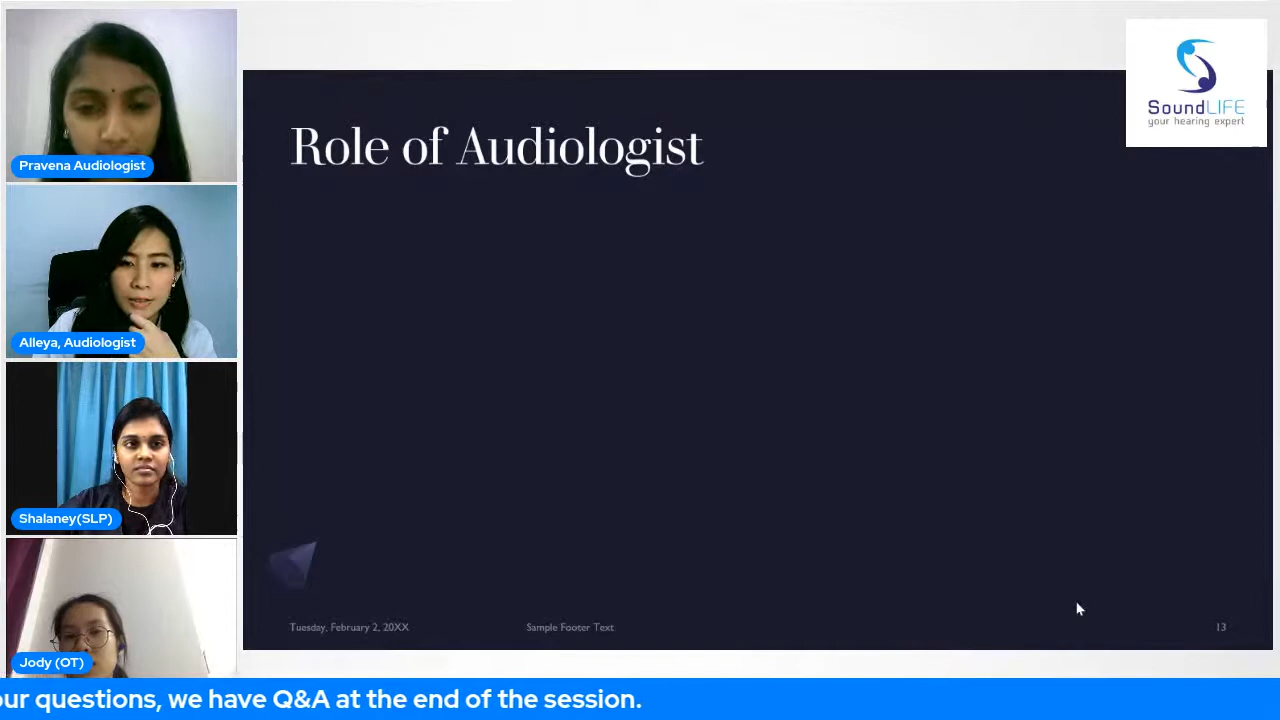 Pravena Audiologist
Alleya, Audiologist
Shalaney(SLP)
Jody (OT)
SoundLIFE
your hearing expert
Role of Audiologist
Tuesday, February 2, 20XX
Sample Footer Text
13
our questions, we have Q&A at the end of the session.